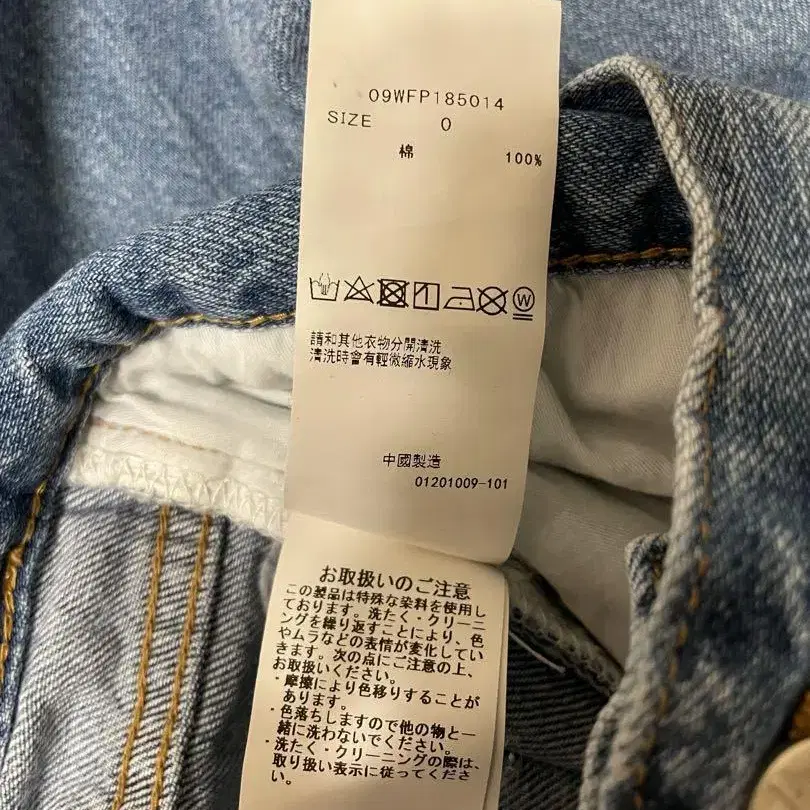 09WFP185014
SIZE 0
棉 100%
W
請和其他衣物分開清洗
清洗時會有輕微縮水現象
中國製造
01201009-101
お取扱いのご注意
この製品は特殊な染料を使用し
ております。洗たく・クリーニ
ングを繰り返すことにより、色
やムラなどの表情が変化してい
きます。次の点にご注意の上、
お取扱いください。
・摩擦により色移りすることが
あります。
・色落ちしますので他の物と一
緒に洗わないでください。
・洗たく・クリーニングの際は、
取り扱い表示に従ってくださ
い。